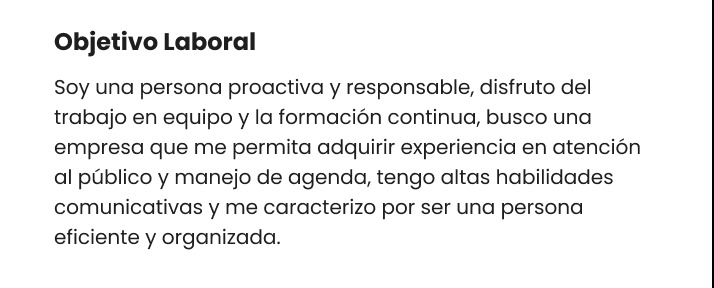 Objetivo Laboral
Soy una persona proactiva y responsable, disfruto del
trabajo en equipo y la formación continua, busco una
empresa que me permita adquirir experiencia en atención
al público y manejo de agenda, tengo altas habilidades
comunicativas y me caracterizo por ser una persona
eficiente y organizada.